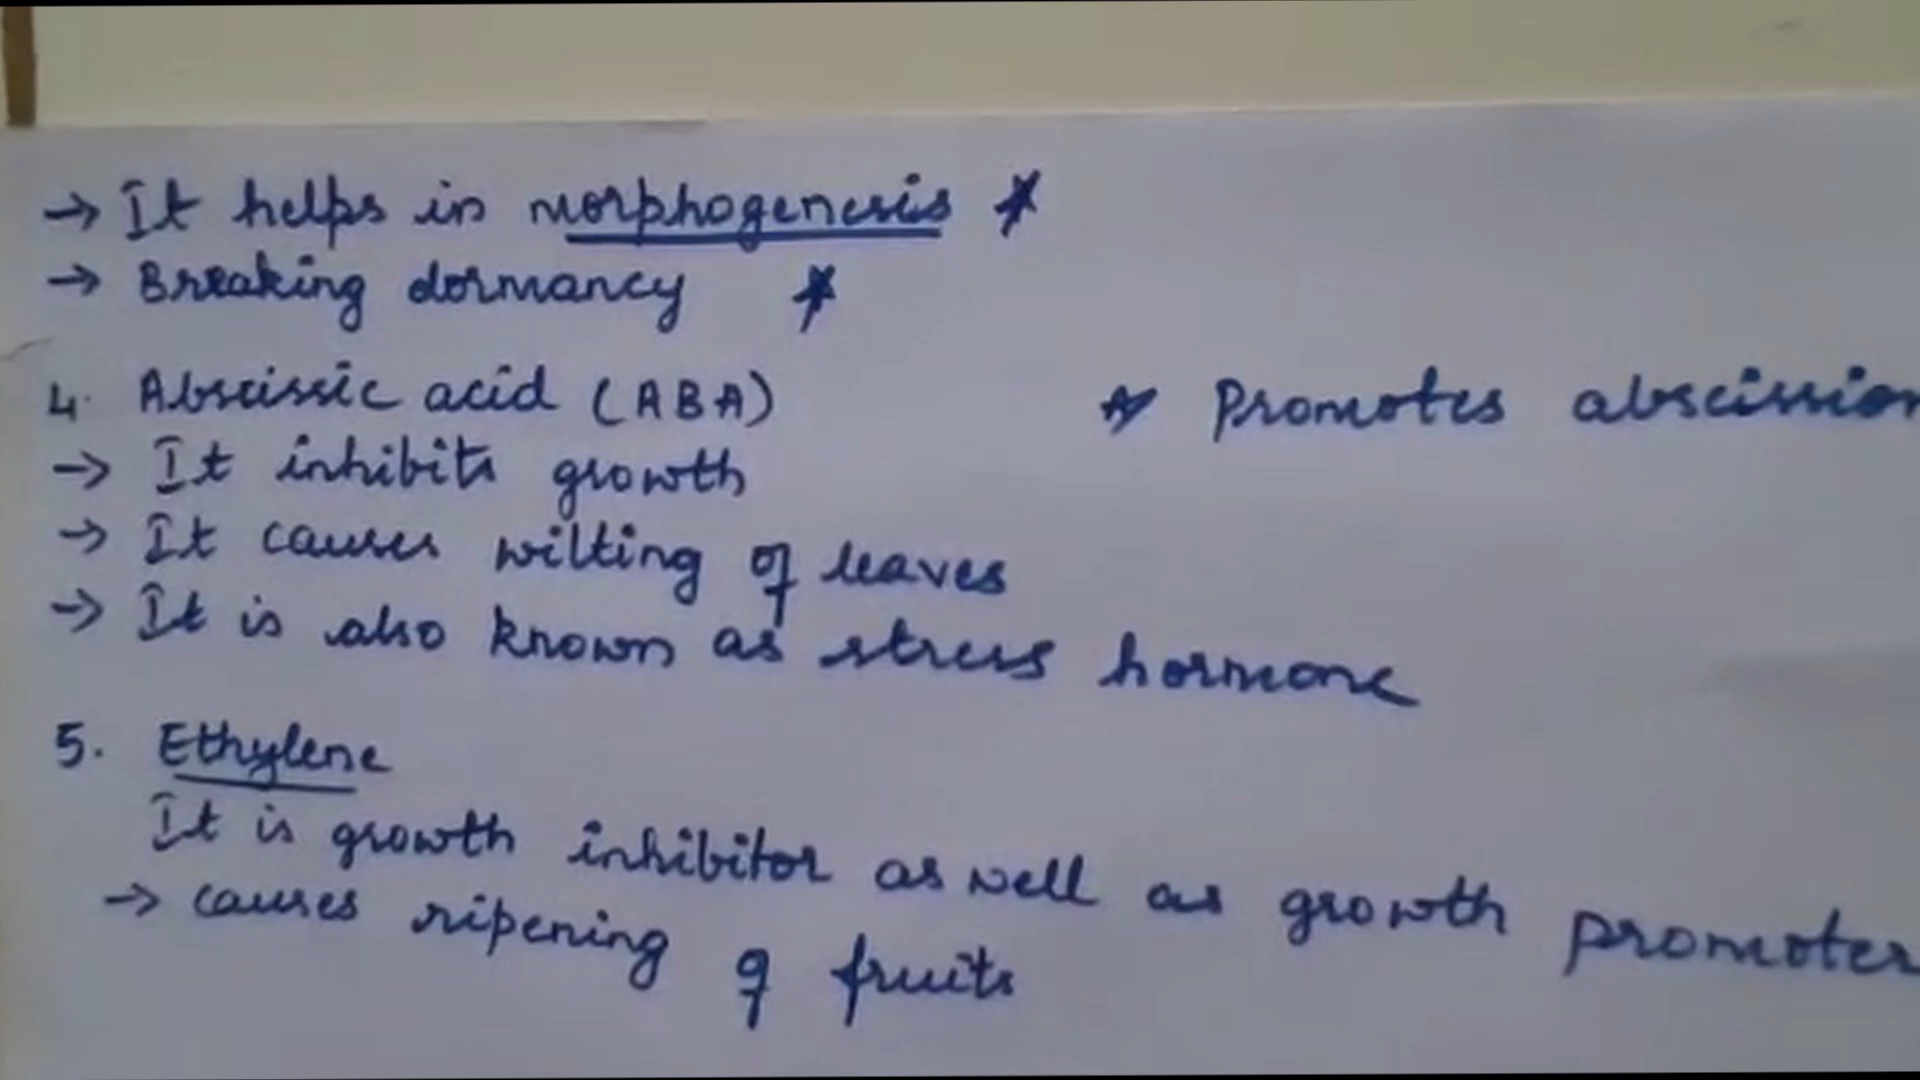 → It helps in morphogenesis *
→ Breaking dormancy *
4. Abscissic acid (ABA) * Promotes abscission
→ It inhibits growth
→ It causes wilting of leaves
→ It is also known as stress hormone
5. Ethylene
It is growth inhibitor as well as growth promoter
→ causes ripening of fruits